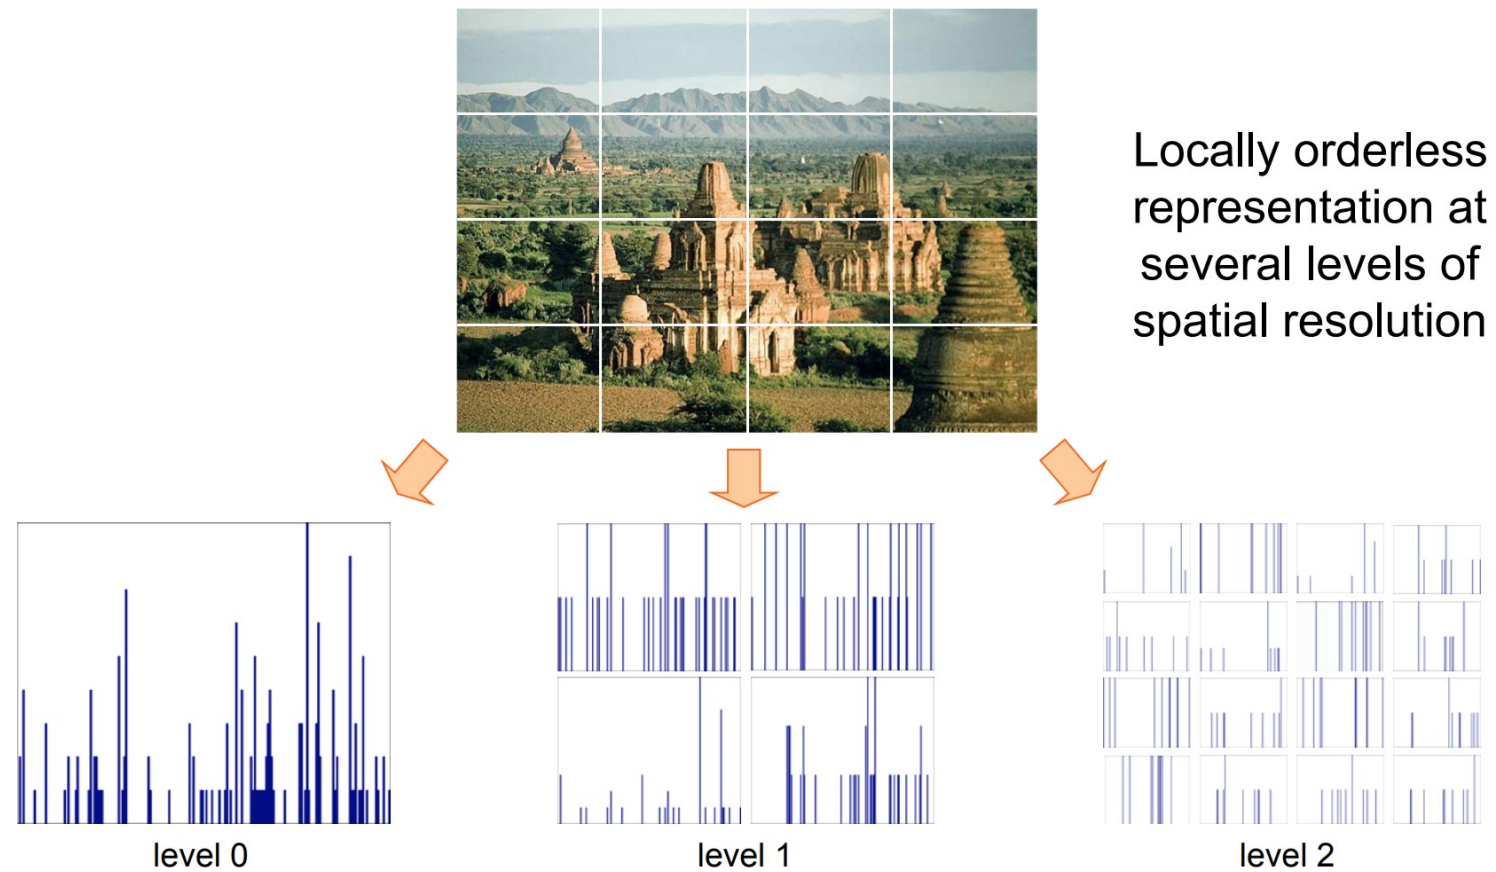 Locally orderless
representation at
several levels of
spatial resolution
level 0
level 1
level 2